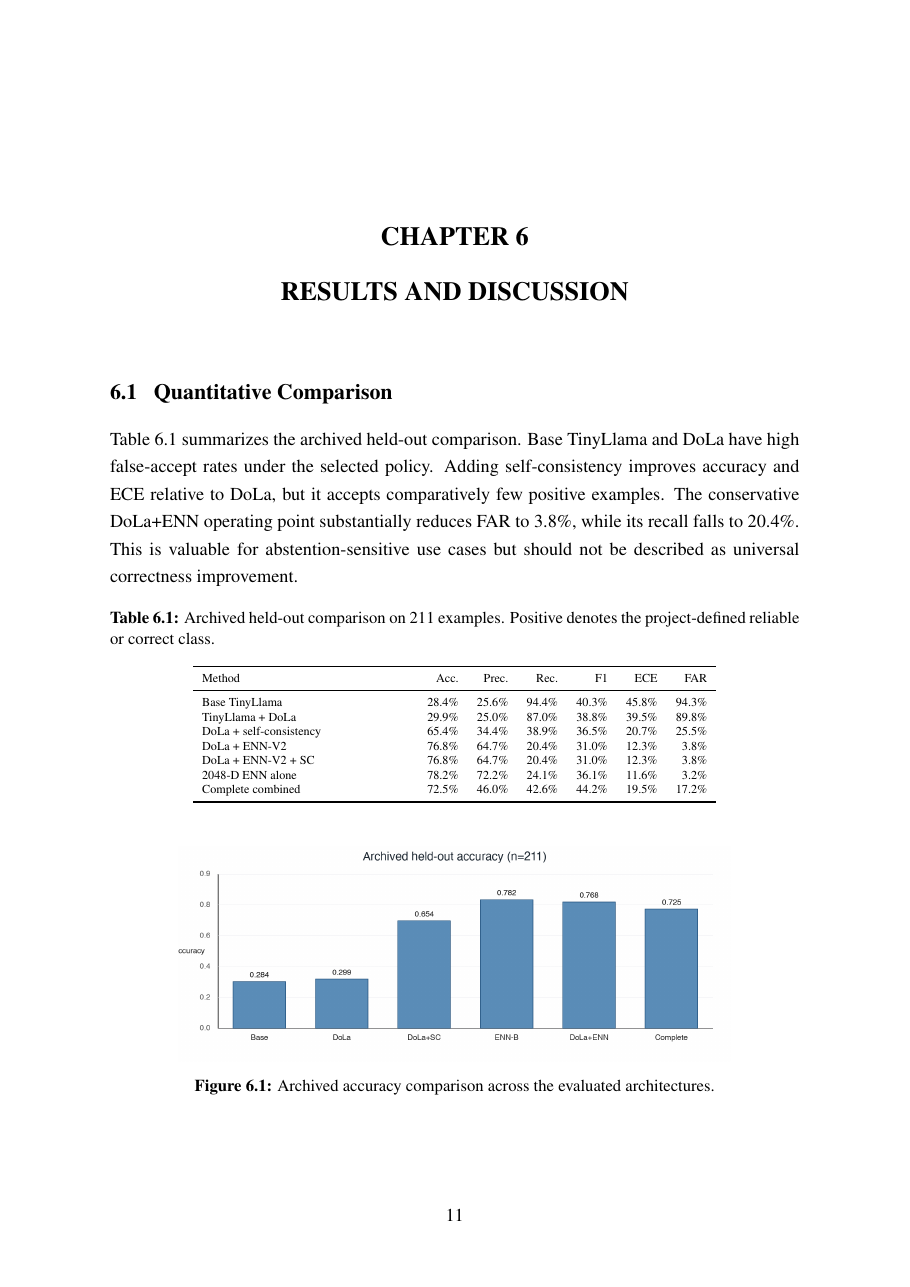 CHAPTER 6
RESULTS AND DISCUSSION
6.1 Quantitative Comparison
Table 6.1 summarizes the archived held-out comparison. Base TinyLlama and DoLa have high
false-accept rates under the selected policy. Adding self-consistency improves accuracy and
ECE relative to DoLa, but it accepts comparatively few positive examples. The conservative
DoLa+ENN operating point substantially reduces FAR to 3.8%, while its recall falls to 20.4%.
This is valuable for abstention-sensitive use cases but should not be described as universal
correctness improvement.
Table 6.1: Archived held-out comparison on 211 examples. Positive denotes the project-defined reliable
or correct class.
Method Acc. Prec. Rec. F1 ECE FAR
Base TinyLlama 28.4% 25.6% 94.4% 40.3% 45.8% 94.3%
TinyLlama + DoLa 29.9% 25.0% 87.0% 38.8% 39.5% 89.8%
DoLa + self-consistency 65.4% 34.4% 38.9% 36.5% 20.7% 25.5%
DoLa + ENN-V2 76.8% 64.7% 20.4% 31.0% 12.3% 3.8%
DoLa + ENN-V2 + SC 76.8% 64.7% 20.4% 31.0% 12.3% 3.8%
2048-D ENN alone 78.2% 72.2% 24.1% 36.1% 11.6% 3.2%
Complete combined 72.5% 46.0% 42.6% 44.2% 19.5% 17.2%
Archived held-out accuracy (n=211)
0.9
0.8
0.6
ccuracy
0.4
0.2
0.0
0.284 0.299 0.654 0.782 0.768 0.725
Base DoLa DoLa+SC ENN-B DoLa+ENN Complete
Figure 6.1: Archived accuracy comparison across the evaluated architectures.
11